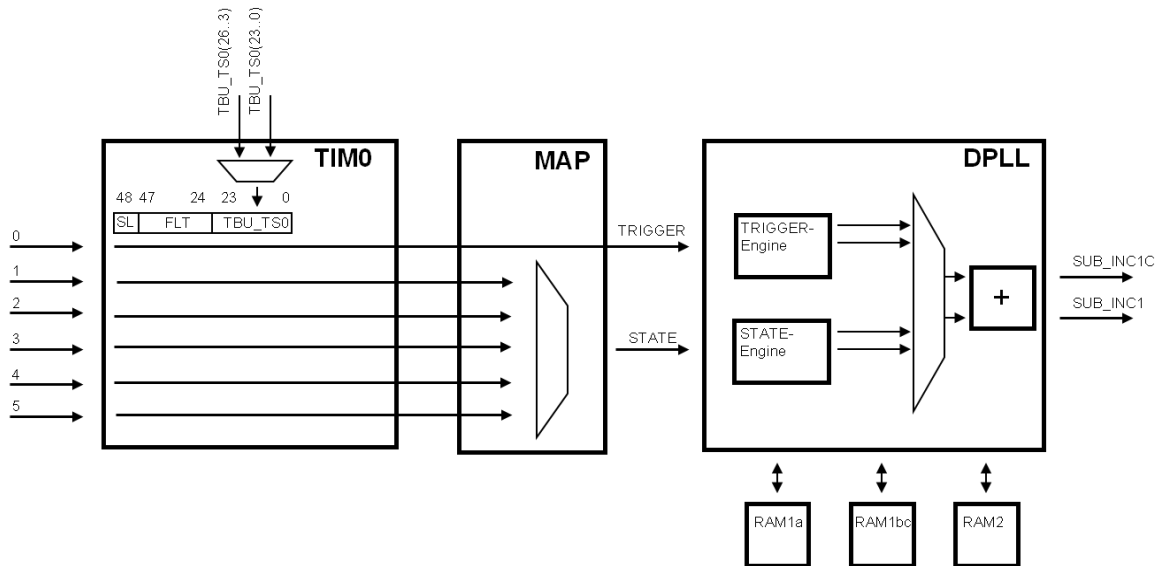 TBU_TS0(26..3)
TBU_TS0(23..0)
TIM0
MAP
DPLL
48 47 24 23 0
SL FLT TBU_TS0
0
1
2
3
4
5
TRIGGER
STATE
TRIGGER-
Engine
STATE-
Engine
+
SUB_INC1C
SUB_INC1
RAM1a
RAM1bc
RAM2